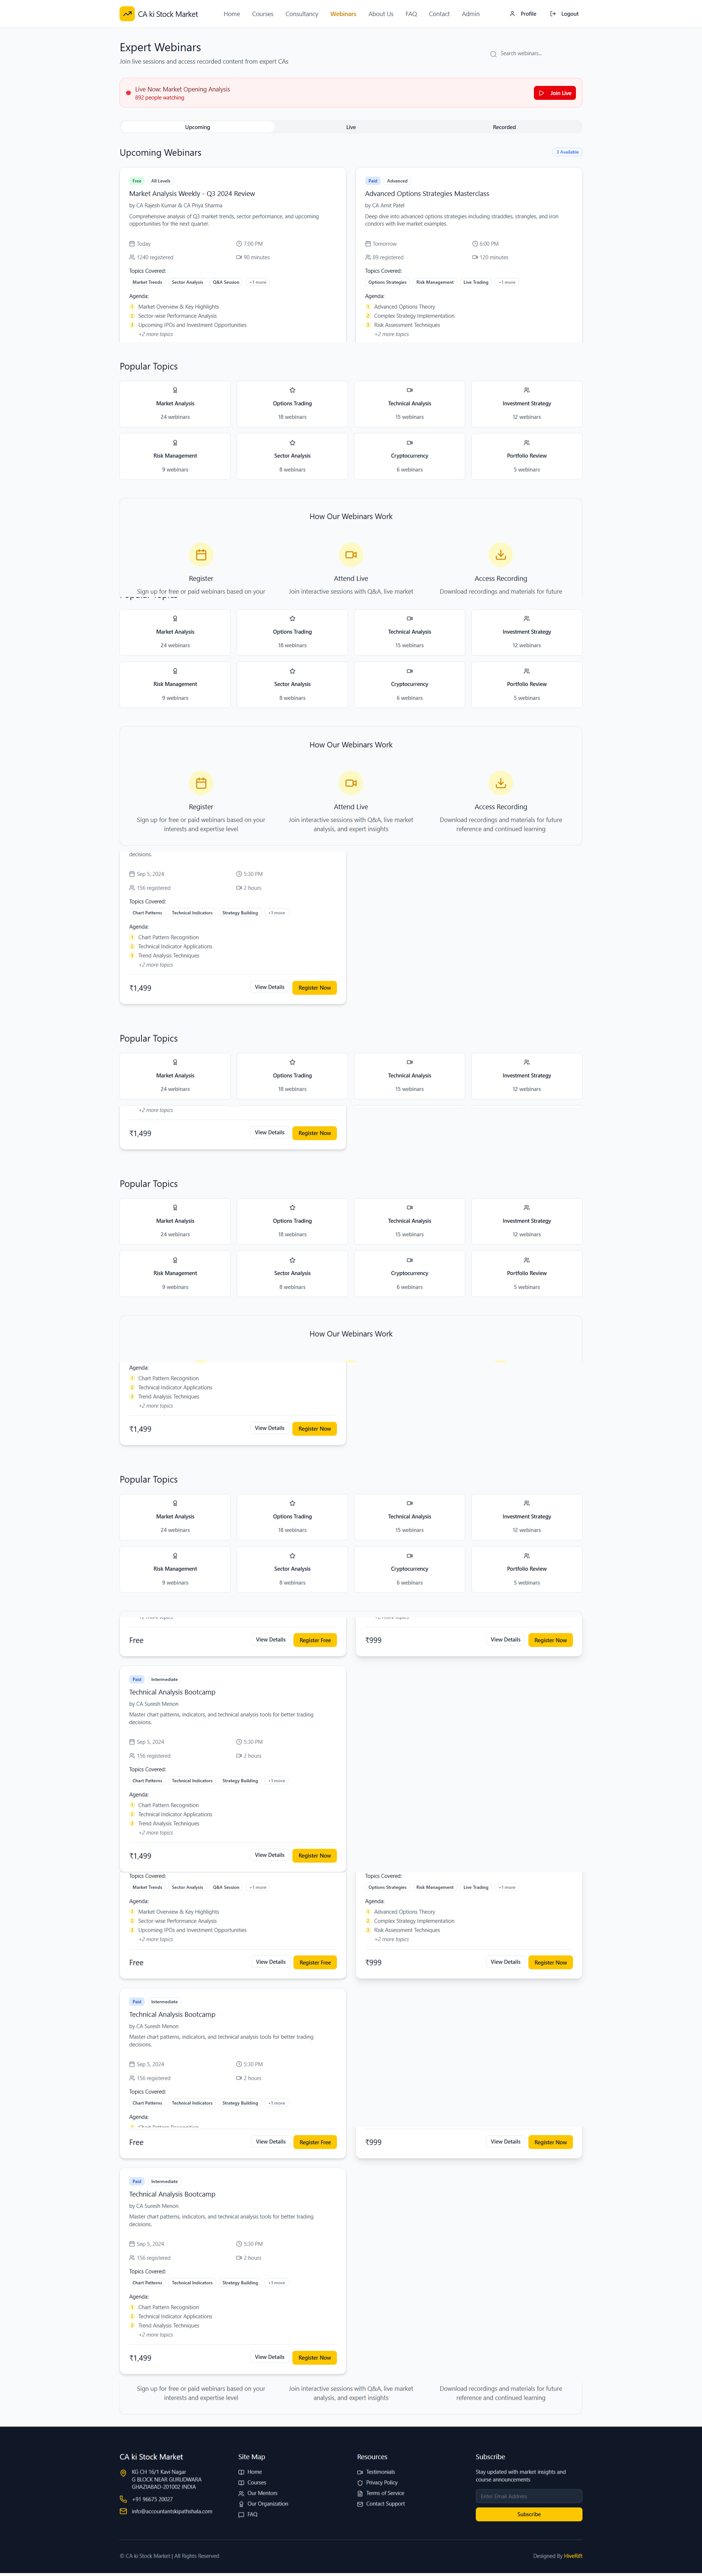 CA ki Stock Market
Home Courses Consultancy Webinars About Us FAQ Contact Admin Profile Logout
Expert Webinars
Join live sessions and access recorded content from expert CAs
Search webinars...
Live Now: Market Opening Analysis
892 people watching
Join Live
Upcoming Live Recorded
Upcoming Webinars
3 Available
Free All Levels
Market Analysis Weekly - Q3 2024 Review
by CA Rajesh Kumar & CA Priya Sharma
Comprehensive analysis of Q3 market trends, sector performance, and upcoming
opportunities for the next quarter.
Today 7:00 PM
1240 registered 90 minutes
Topics Covered:
Market Trends Sector Analysis Q&A Session +1 more
Agenda:
1 Market Overview & Key Highlights
2 Sector-wise Performance Analysis
3 Upcoming IPOs and Investment Opportunities
+2 more topics
Paid Advanced
Advanced Options Strategies Masterclass
by CA Amit Patel
Deep dive into advanced options strategies including straddles, strangles, and iron
condors with live market examples.
Tomorrow 6:00 PM
89 registered 120 minutes
Topics Covered:
Options Strategies Risk Management Live Trading +1 more
Agenda:
1 Advanced Options Theory
2 Complex Strategy Implementation
3 Risk Assessment Techniques
+2 more topics
Popular Topics
Market Analysis Options Trading Technical Analysis Investment Strategy
24 webinars 18 webinars 15 webinars 12 webinars
Risk Management Sector Analysis Cryptocurrency Portfolio Review
9 webinars 8 webinars 6 webinars 5 webinars
How Our Webinars Work
Register Attend Live Access Recording
Sign up for free or paid webinars based on your Join interactive sessions with Q&A, live market Download recordings and materials for future
Market Analysis Options Trading Technical Analysis Investment Strategy
24 webinars 18 webinars 15 webinars 12 webinars
Risk Management Sector Analysis Cryptocurrency Portfolio Review
9 webinars 8 webinars 6 webinars 5 webinars
How Our Webinars Work
Register Attend Live Access Recording
Sign up for free or paid webinars based on your Join interactive sessions with Q&A, live market Download recordings and materials for future
interests and expertise level analysis, and expert insights reference and continued learning
decisions.
Sep 5, 2024 5:30 PM
156 registered 2 hours
Topics Covered:
Chart Patterns Technical Indicators Strategy Building +1 more
Agenda:
1 Chart Pattern Recognition
2 Technical Indicator Applications
3 Trend Analysis Techniques
+2 more topics
₹1,499 View Details Register Now
Popular Topics
Market Analysis Options Trading Technical Analysis Investment Strategy
24 webinars 18 webinars 15 webinars 12 webinars
+2 more topics
₹1,499 View Details Register Now
Popular Topics
Market Analysis Options Trading Technical Analysis Investment Strategy
24 webinars 18 webinars 15 webinars 12 webinars
Risk Management Sector Analysis Cryptocurrency Portfolio Review
9 webinars 8 webinars 6 webinars 5 webinars
How Our Webinars Work
Agenda:
1 Chart Pattern Recognition
2 Technical Indicator Applications
3 Trend Analysis Techniques
+2 more topics
₹1,499 View Details Register Now
Popular Topics
Market Analysis Options Trading Technical Analysis Investment Strategy
24 webinars 18 webinars 15 webinars 12 webinars
Risk Management Sector Analysis Cryptocurrency Portfolio Review
9 webinars 8 webinars 6 webinars 5 webinars
Free View Details Register Free ₹999 View Details Register Now
Paid Intermediate
Technical Analysis Bootcamp
by CA Suresh Menon
Master chart patterns, indicators, and technical analysis tools for better trading
decisions.
Sep 5, 2024 5:30 PM
156 registered 2 hours
Topics Covered:
Chart Patterns Technical Indicators Strategy Building +1 more
Agenda:
1 Chart Pattern Recognition
2 Technical Indicator Applications
3 Trend Analysis Techniques
+2 more topics
₹1,499 View Details Register Now
Topics Covered:
Market Trends Sector Analysis Q&A Session +1 more
Agenda:
1 Market Overview & Key Highlights
2 Sector-wise Performance Analysis
3 Upcoming IPOs and Investment Opportunities
+2 more topics
Free View Details Register Free
Topics Covered:
Options Strategies Risk Management Live Trading +1 more
Agenda:
1 Advanced Options Theory
2 Complex Strategy Implementation
3 Risk Assessment Techniques
+2 more topics
₹999 View Details Register Now
Paid Intermediate
Technical Analysis Bootcamp
by CA Suresh Menon
Master chart patterns, indicators, and technical analysis tools for better trading
decisions.
Sep 5, 2024 5:30 PM
156 registered 2 hours
Topics Covered:
Chart Patterns Technical Indicators Strategy Building +1 more
Agenda:
Free View Details Register Free ₹999 View Details Register Now
Paid Intermediate
Technical Analysis Bootcamp
by CA Suresh Menon
Master chart patterns, indicators, and technical analysis tools for better trading
decisions.
Sep 5, 2024 5:30 PM
156 registered 2 hours
Topics Covered:
Chart Patterns Technical Indicators Strategy Building +1 more
Agenda:
1 Chart Pattern Recognition
2 Technical Indicator Applications
3 Trend Analysis Techniques
+2 more topics
₹1,499 View Details Register Now
Sign up for free or paid webinars based on your Join interactive sessions with Q&A, live market Download recordings and materials for future
interests and expertise level analysis, and expert insights reference and continued learning
CA ki Stock Market
KG CH 16/1 Kavi Nagar
G BLOCK NEAR GURUDWARA
GHAZIABAD-201002 INDIA
+91 96675 20027
info@accountantskipathshala.com
Site Map
Home
Courses
Our Mentors
Our Organization
FAQ
Resources
Testimonials
Privacy Policy
Terms of Service
Contact Support
Subscribe
Stay updated with market insights and
course announcements
Enter Email Address
Subscribe
© CA ki Stock Market | All Rights Reserved
Designed By HiveRift